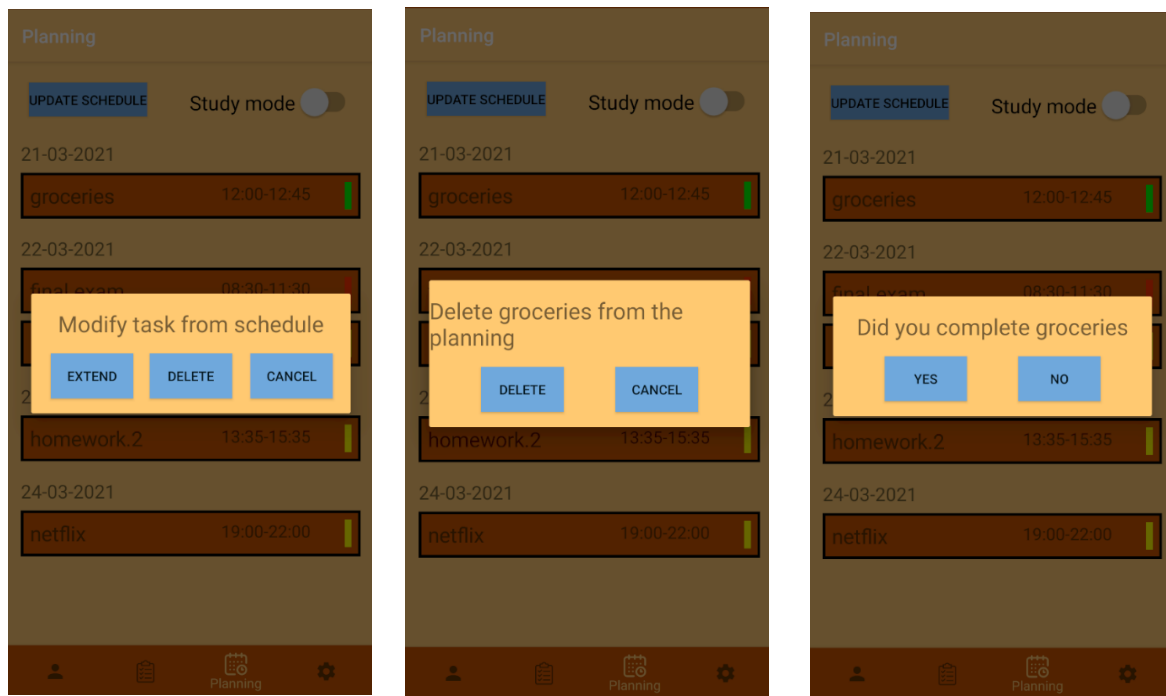 Planning
UPDATE SCHEDULE Study mode
21-03-2021
groceries 12:00-12:45
22-03-2021
final exam 08:30-11:30
Modify task from schedule
EXTEND DELETE CANCEL
2
homework.2 13:35-15:35
24-03-2021
netflix 19:00-22:00
Planning
Planning
UPDATE SCHEDULE Study mode
21-03-2021
groceries 12:00-12:45
22-03-2021
Delete groceries from the
planning
DELETE CANCEL
2
homework.2 13:35-15:35
24-03-2021
netflix 19:00-22:00
Planning
Planning
UPDATE SCHEDULE Study mode
21-03-2021
groceries 12:00-12:45
22-03-2021
final exam 08:30-11:30
Did you complete groceries
YES NO
2
homework.2 13:35-15:35
24-03-2021
netflix 19:00-22:00
Planning